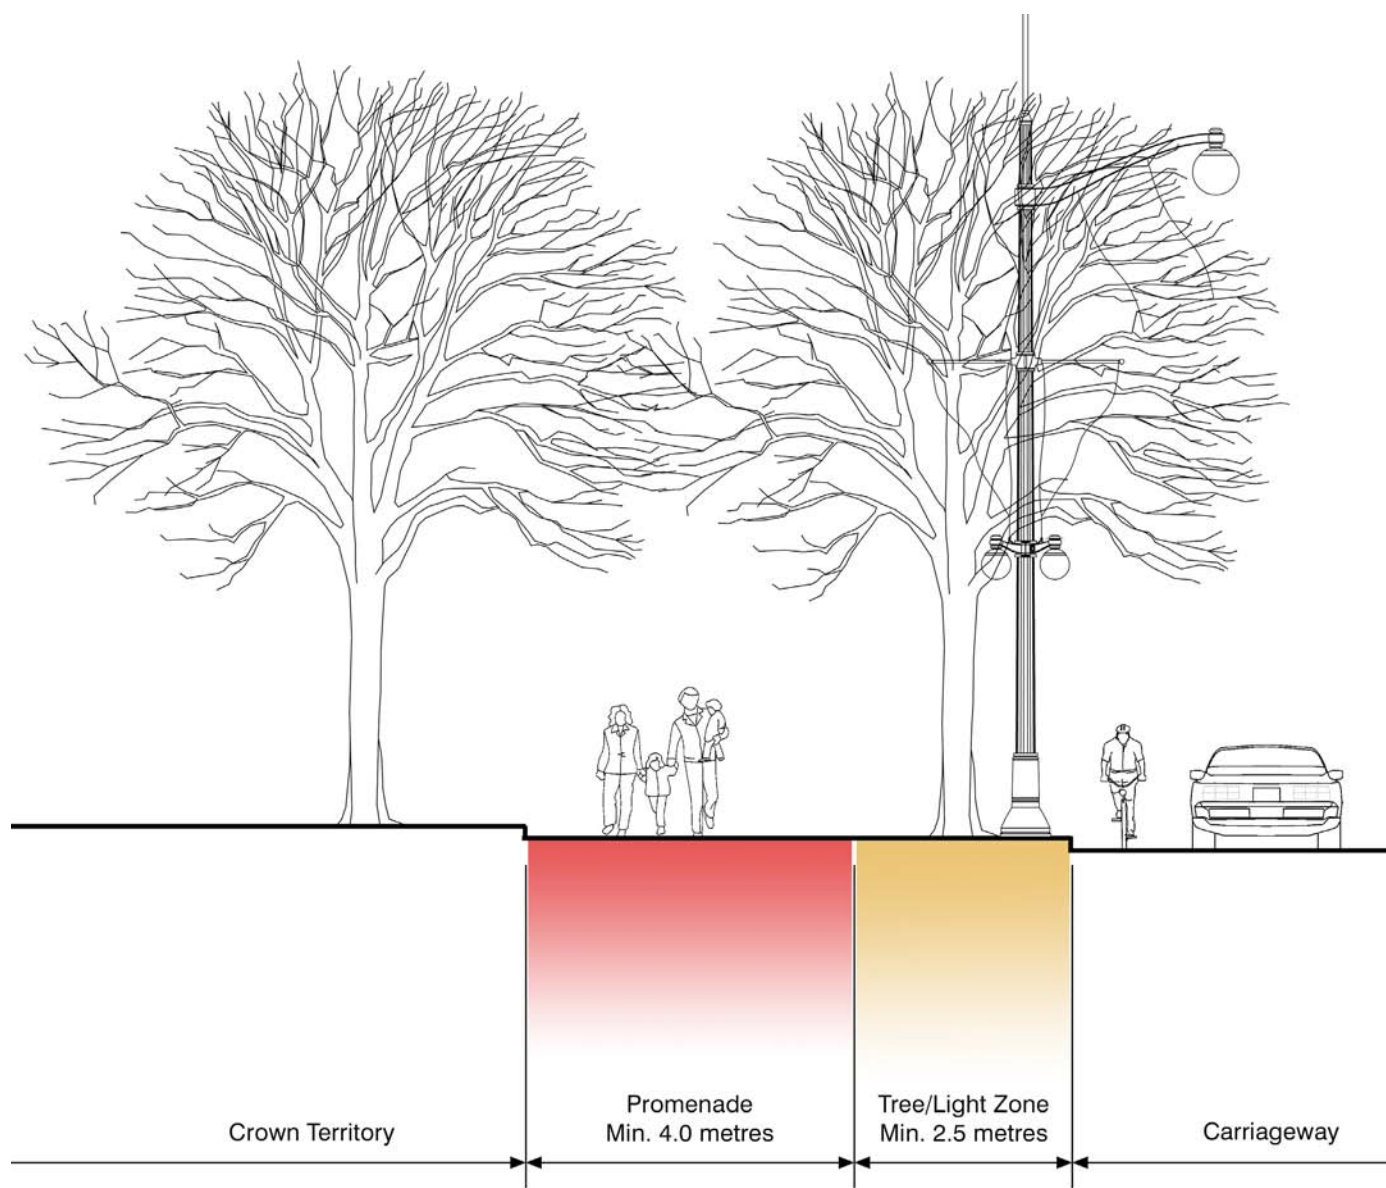 Crown Territory
Promenade
Min. 4.0 metres
Tree/Light Zone
Min. 2.5 metres
Carriageway